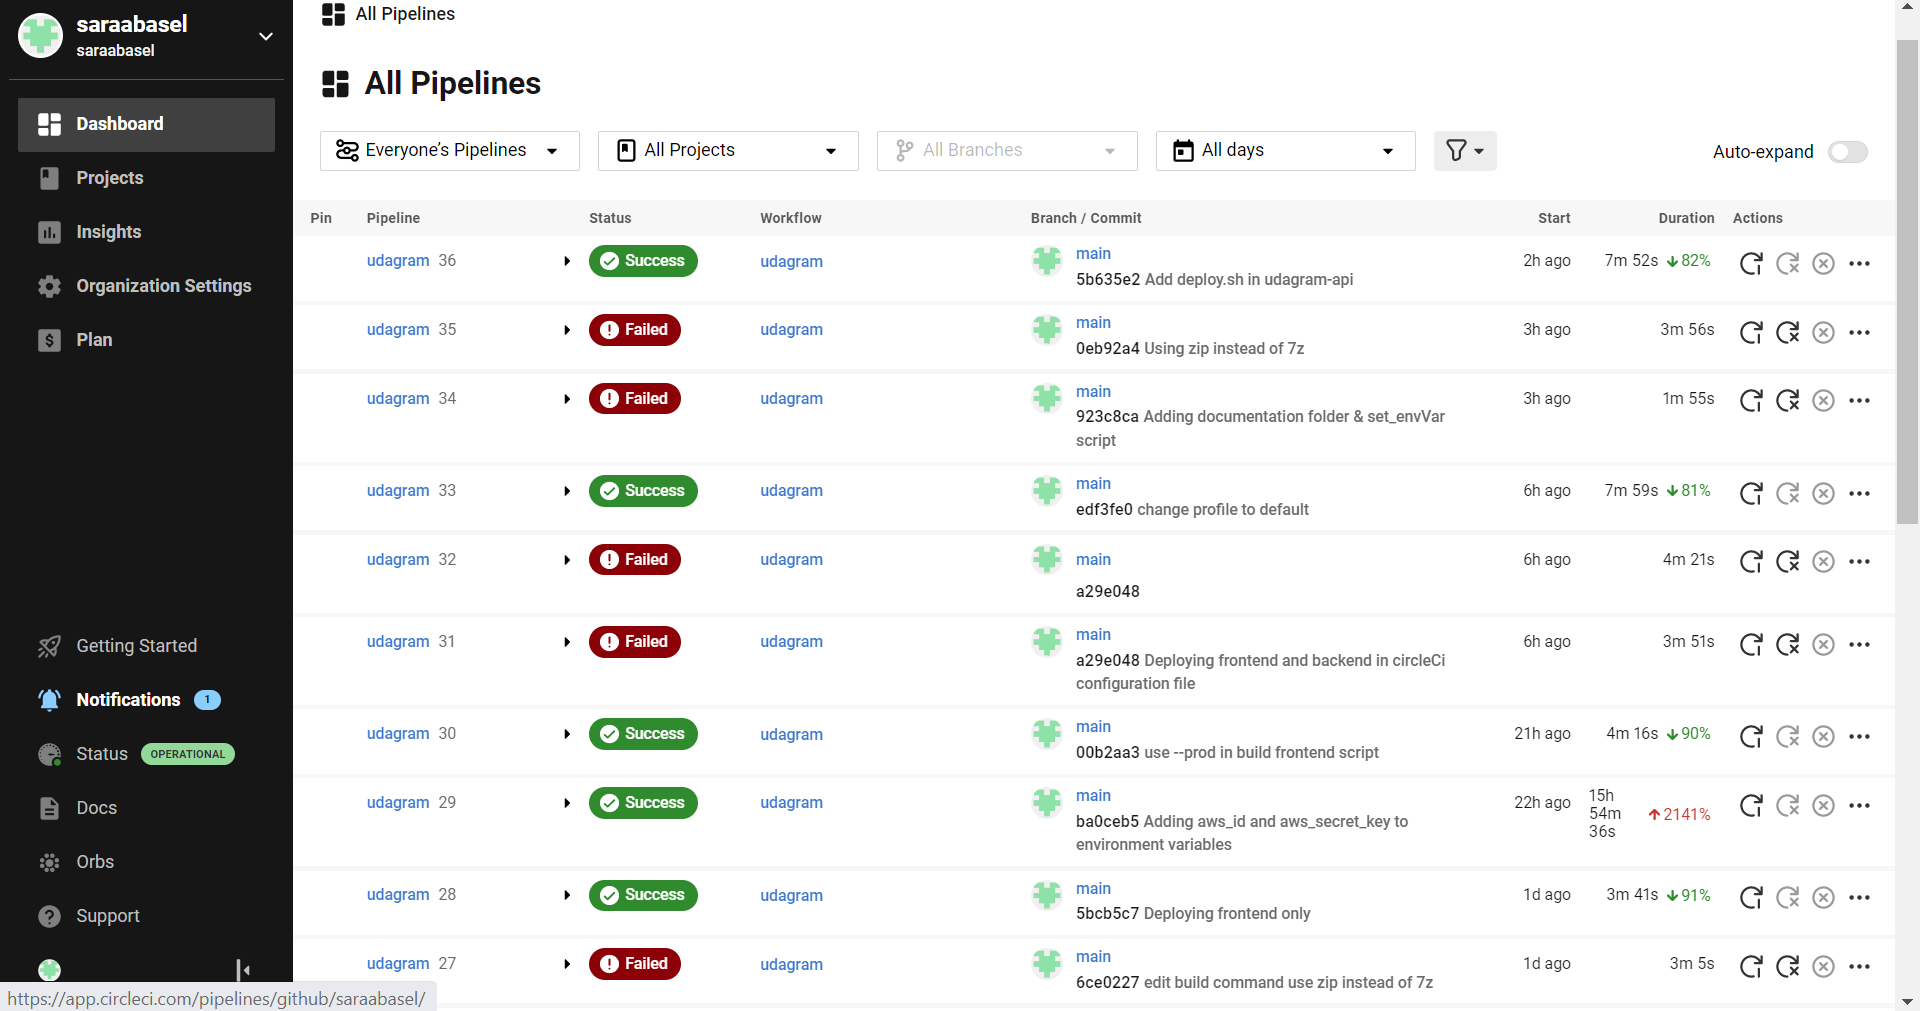 saraabasel
saraabasel
Dashboard
Projects
Insights
Organization Settings
Plan
Getting Started
Notifications 1
Status OPERATIONAL
Docs
Orbs
Support
https://app.circleci.com/pipelines/github/saraabasel/
All Pipelines
All Pipelines
Everyone's Pipelines All Projects All Branches All days Auto-expand
Pin Pipeline Status Workflow Branch / Commit Start Duration Actions
udagram 36 Success udagram main 2h ago 7m 52s 82%
5b635e2 Add deploy.sh in udagram-api
udagram 35 Failed udagram main 3h ago 3m 56s
0eb92a4 Using zip instead of 7z
udagram 34 Failed udagram main 3h ago 1m 55s
923c8ca Adding documentation folder & set_envVar
script
udagram 33 Success udagram main 6h ago 7m 59s 81%
edf3fe0 change profile to default
udagram 32 Failed udagram main 6h ago 4m 21s
a29e048
udagram 31 Failed udagram main 6h ago 3m 51s
a29e048 Deploying frontend and backend in circleCi
configuration file
udagram 30 Success udagram main 21h ago 4m 16s 90%
00b2aa3 use --prod in build frontend script
udagram 29 Success udagram main 22h ago 15h 54m 36s 2141%
ba0ceb5 Adding aws_id and aws_secret_key to
environment variables
udagram 28 Success udagram main 1d ago 3m 41s 91%
5bcb5c7 Deploying frontend only
udagram 27 Failed udagram main 1d ago 3m 5s
6ce0227 edit build command use zip instead of 7z